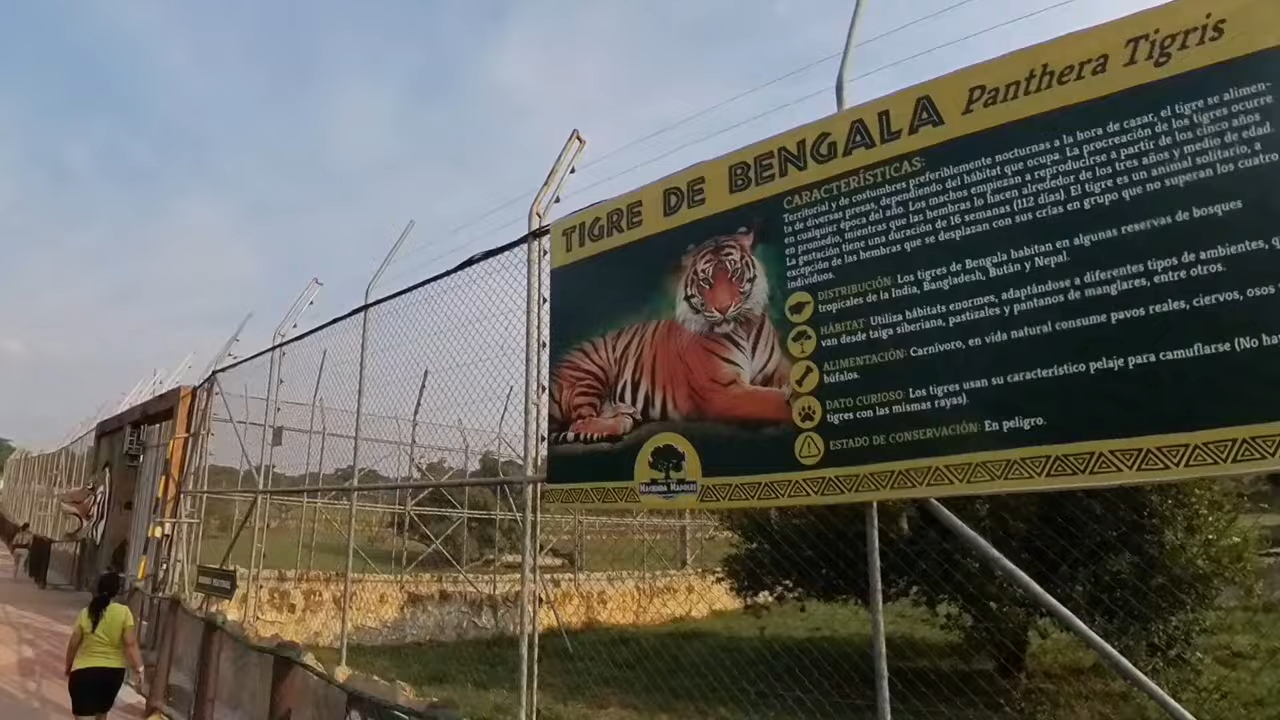 TIGRE DE BENGALA Panthera Tigris
CARACTERÍSTICAS:
Territorial y de costumbres preferiblemente nocturnas a la hora de cazar, el tigre se alimen-
ta de diversas presas, dependiendo del hábitat que ocupa. La procreación de los tigres ocurre
en cualquier época del año. Los machos empiezan a reproducirse a partir de los cinco años
en promedio, mientras que las hembras lo hacen alrededor de los tres años y medio de edad.
La gestación tiene una duración de 16 semanas (112 días). El tigre es un animal solitario, a
excepción de las hembras que se desplazan con sus crías en grupo que no superan los cuatro
individuos.
DISTRIBUCIÓN: Los tigres de Bengala habitan en algunas reservas de bosques
tropicales de la India, Bangladesh, Bután y Nepal.
HÁBITAT: Utiliza hábitats enormes, adaptándose a diferentes tipos de ambientes, q
van desde taiga siberiana, pastizales y pantanos de manglares, entre otros.
ALIMENTACIÓN: Carnívoro, en vida natural consume pavos reales, ciervos, osos
búfalos.
DATO CURIOSO: Los tigres usan su característico pelaje para camuflarse (No ha
tigres con las mismas rayas).
ESTADO DE CONSERVACIÓN: En peligro.
HACIENDA NAPOLES